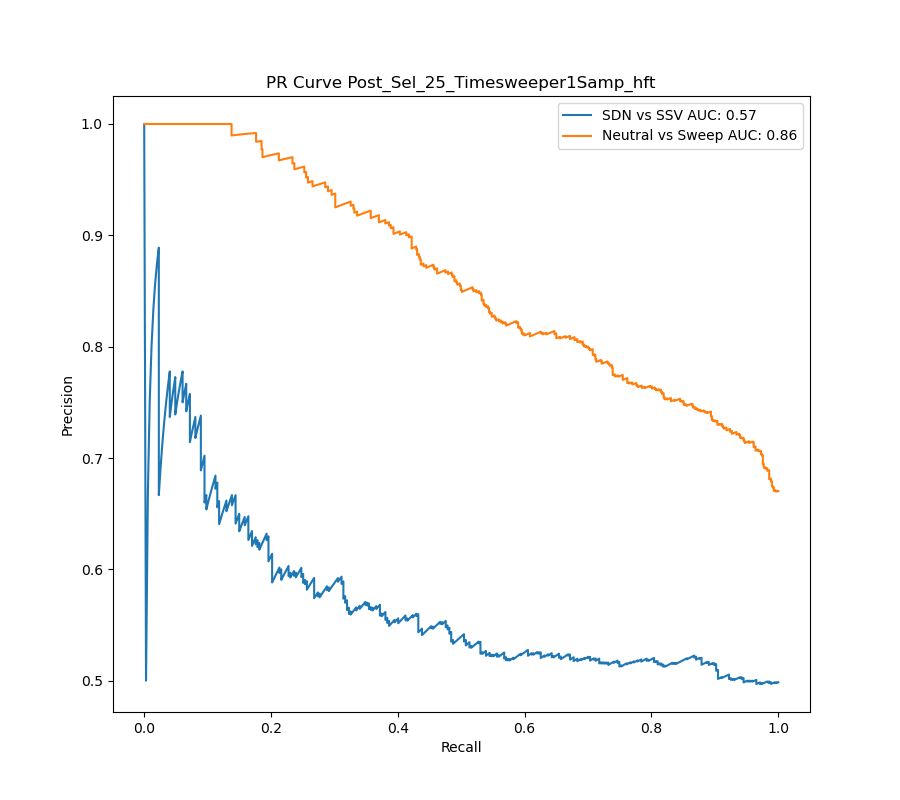 PR Curve Post_Sel_25_Timesweeper1Samp_hft
SDN vs SSV AUC: 0.57
Neutral vs Sweep AUC: 0.86
1.0
0.9
0.8
0.7
0.6
0.5
Precision
0.0 0.2 0.4 0.6 0.8 1.0
Recall